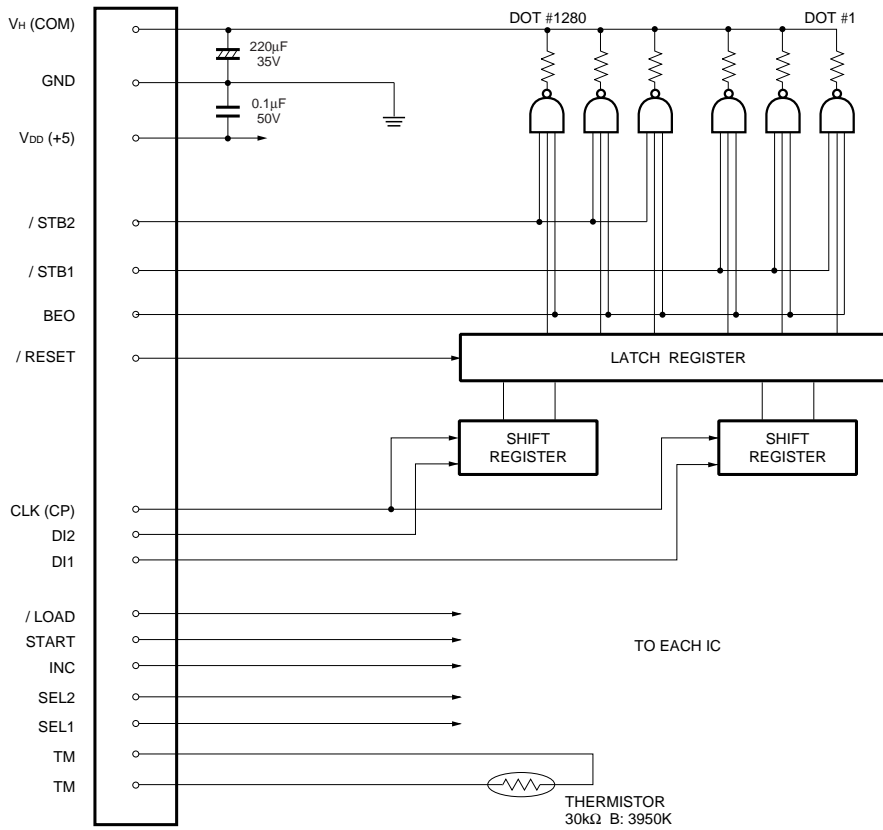 VH (COM)
DOT #1280
DOT #1
220μF
35V
GND
0.1μF
50V
VDD (+5)
/ STB2
/ STB1
BEO
/ RESET
LATCH REGISTER
SHIFT
REGISTER
SHIFT
REGISTER
CLK (CP)
DI2
DI1
/ LOAD
START
TO EACH IC
INC
SEL2
SEL1
TM
TM
THERMISTOR
30kΩ B: 3950K